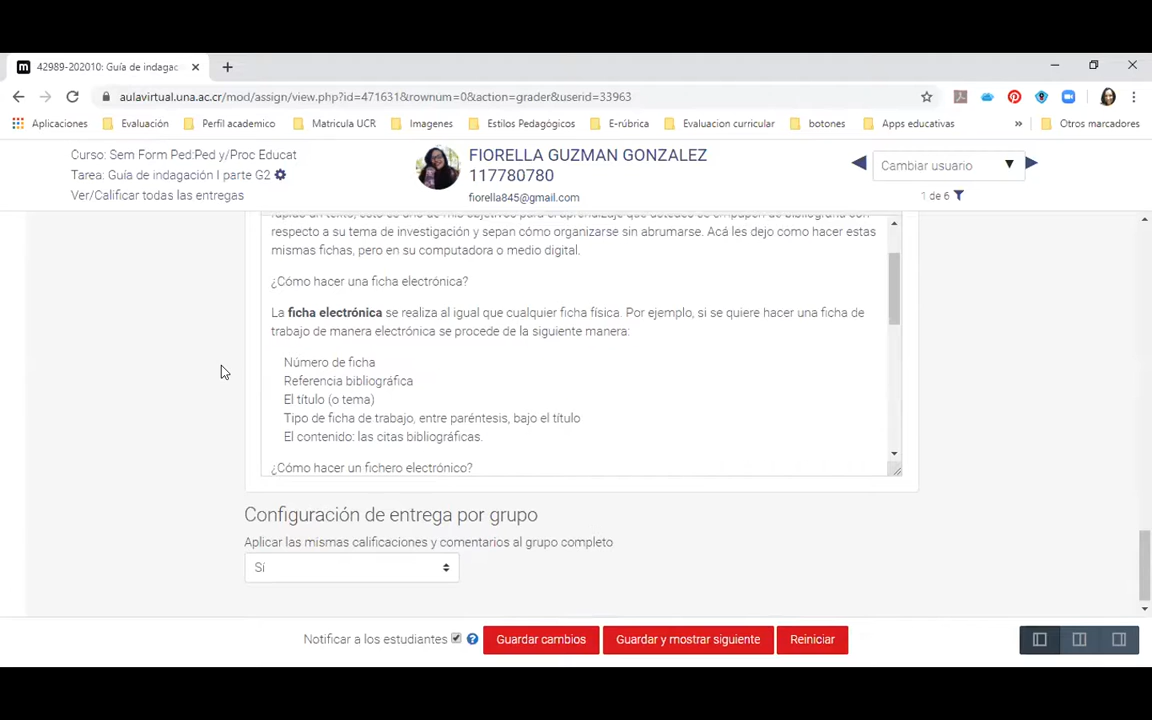 42989-202010: Guía de indagac
aulavirtual.una.ac.cr/mod/assign/view.php?id=471631&rownum=0&action=grader&userid=33963
Aplicaciones Evaluación Perfil academico Matricula UCR Imagenes Estilos Pedagógicos E-rúbrica Evaluacion curricular botones Apps educativas » Otros marcadores
Curso: Sem Form Ped:Ped y/Proc Educat
Tarea: Guía de indagación I parte G2
Ver/Calificar todas las entregas
FIORELLA GUZMAN GONZALEZ
117780780
fiorella845@gmail.com
Cambiar usuario
1 de 6
respecto a su tema de investigación y sepan cómo organizarse sin abrumarse. Acá les dejo como hacer estas
mismas fichas, pero en su computadora o medio digital.
¿Cómo hacer una ficha electrónica?
La ficha electrónica se realiza al igual que cualquier ficha física. Por ejemplo, si se quiere hacer una ficha de
trabajo de manera electrónica se procede de la siguiente manera:
Número de ficha
Referencia bibliográfica
El título (o tema)
Tipo de ficha de trabajo, entre paréntesis, bajo el título
El contenido: las citas bibliográficas.
¿Cómo hacer un fichero electrónico?
Configuración de entrega por grupo
Aplicar las mismas calificaciones y comentarios al grupo completo
Sí
Notificar a los estudiantes
Guardar cambios
Guardar y mostrar siguiente
Reiniciar